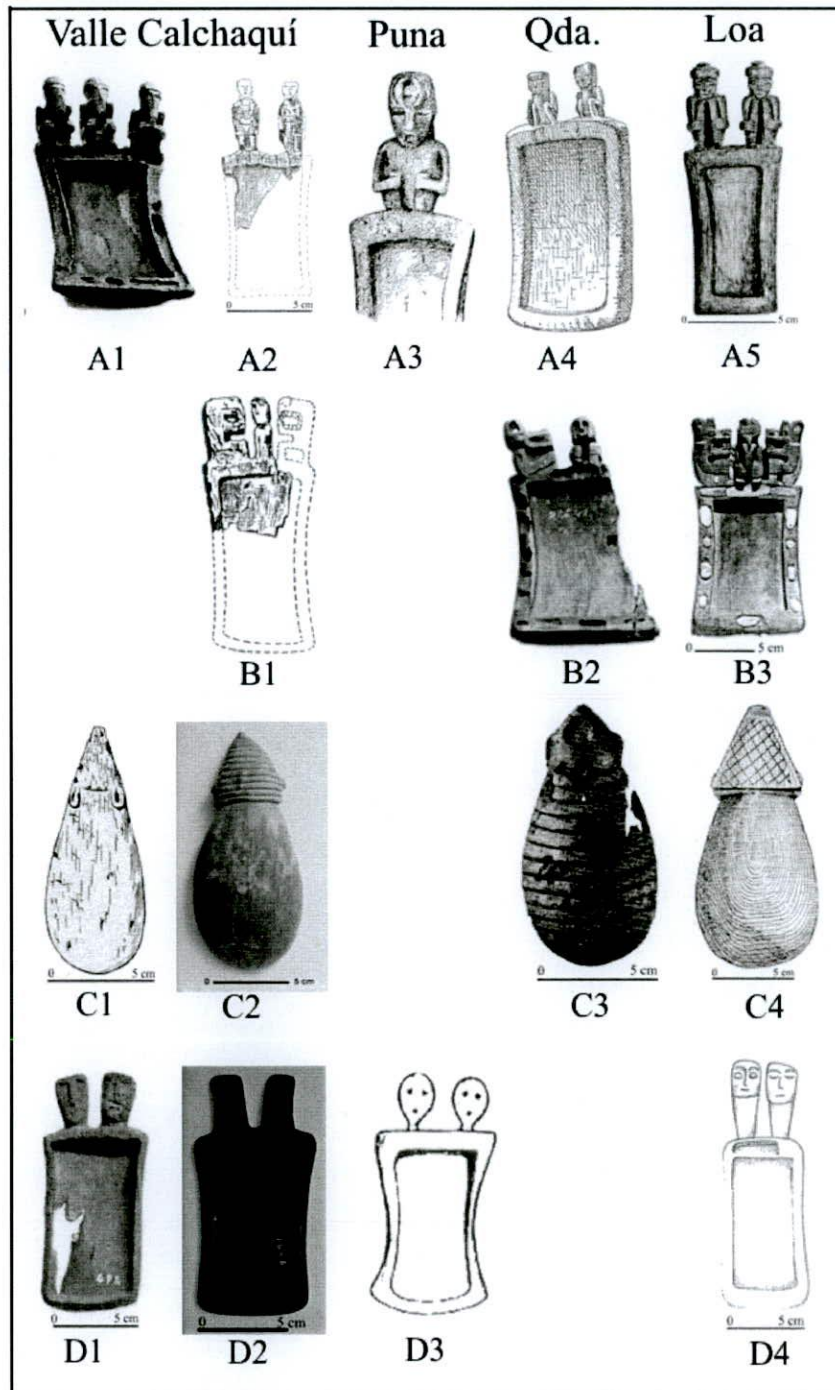 Valle Calchaquí Puna Qda. Loa
0 5 cm
0 5 cm
A1 A2 A3 A4 A5
B1
0 5 cm
B2 B3
0 5 cm 0 5 cm 0 5 cm 0 5 cm
C1 C2 C3 C4
0 5 cm 0 5 cm 0 5 cm
D1 D2 D3 D4